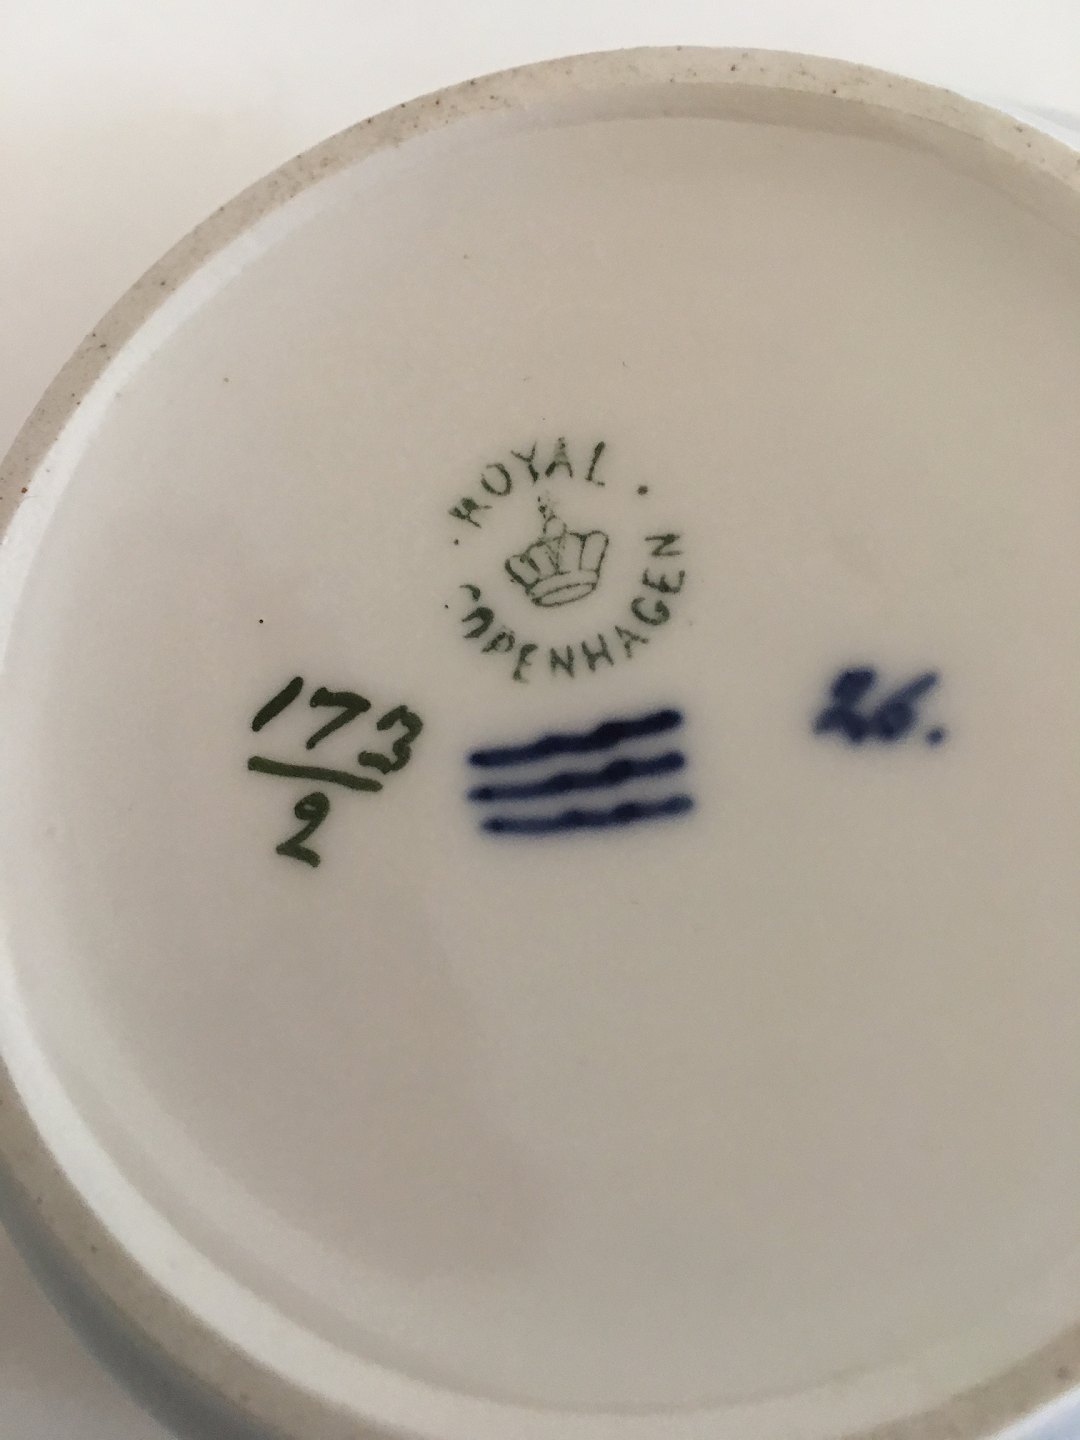 ROYAL
COPENHAGEN
173
2
26.